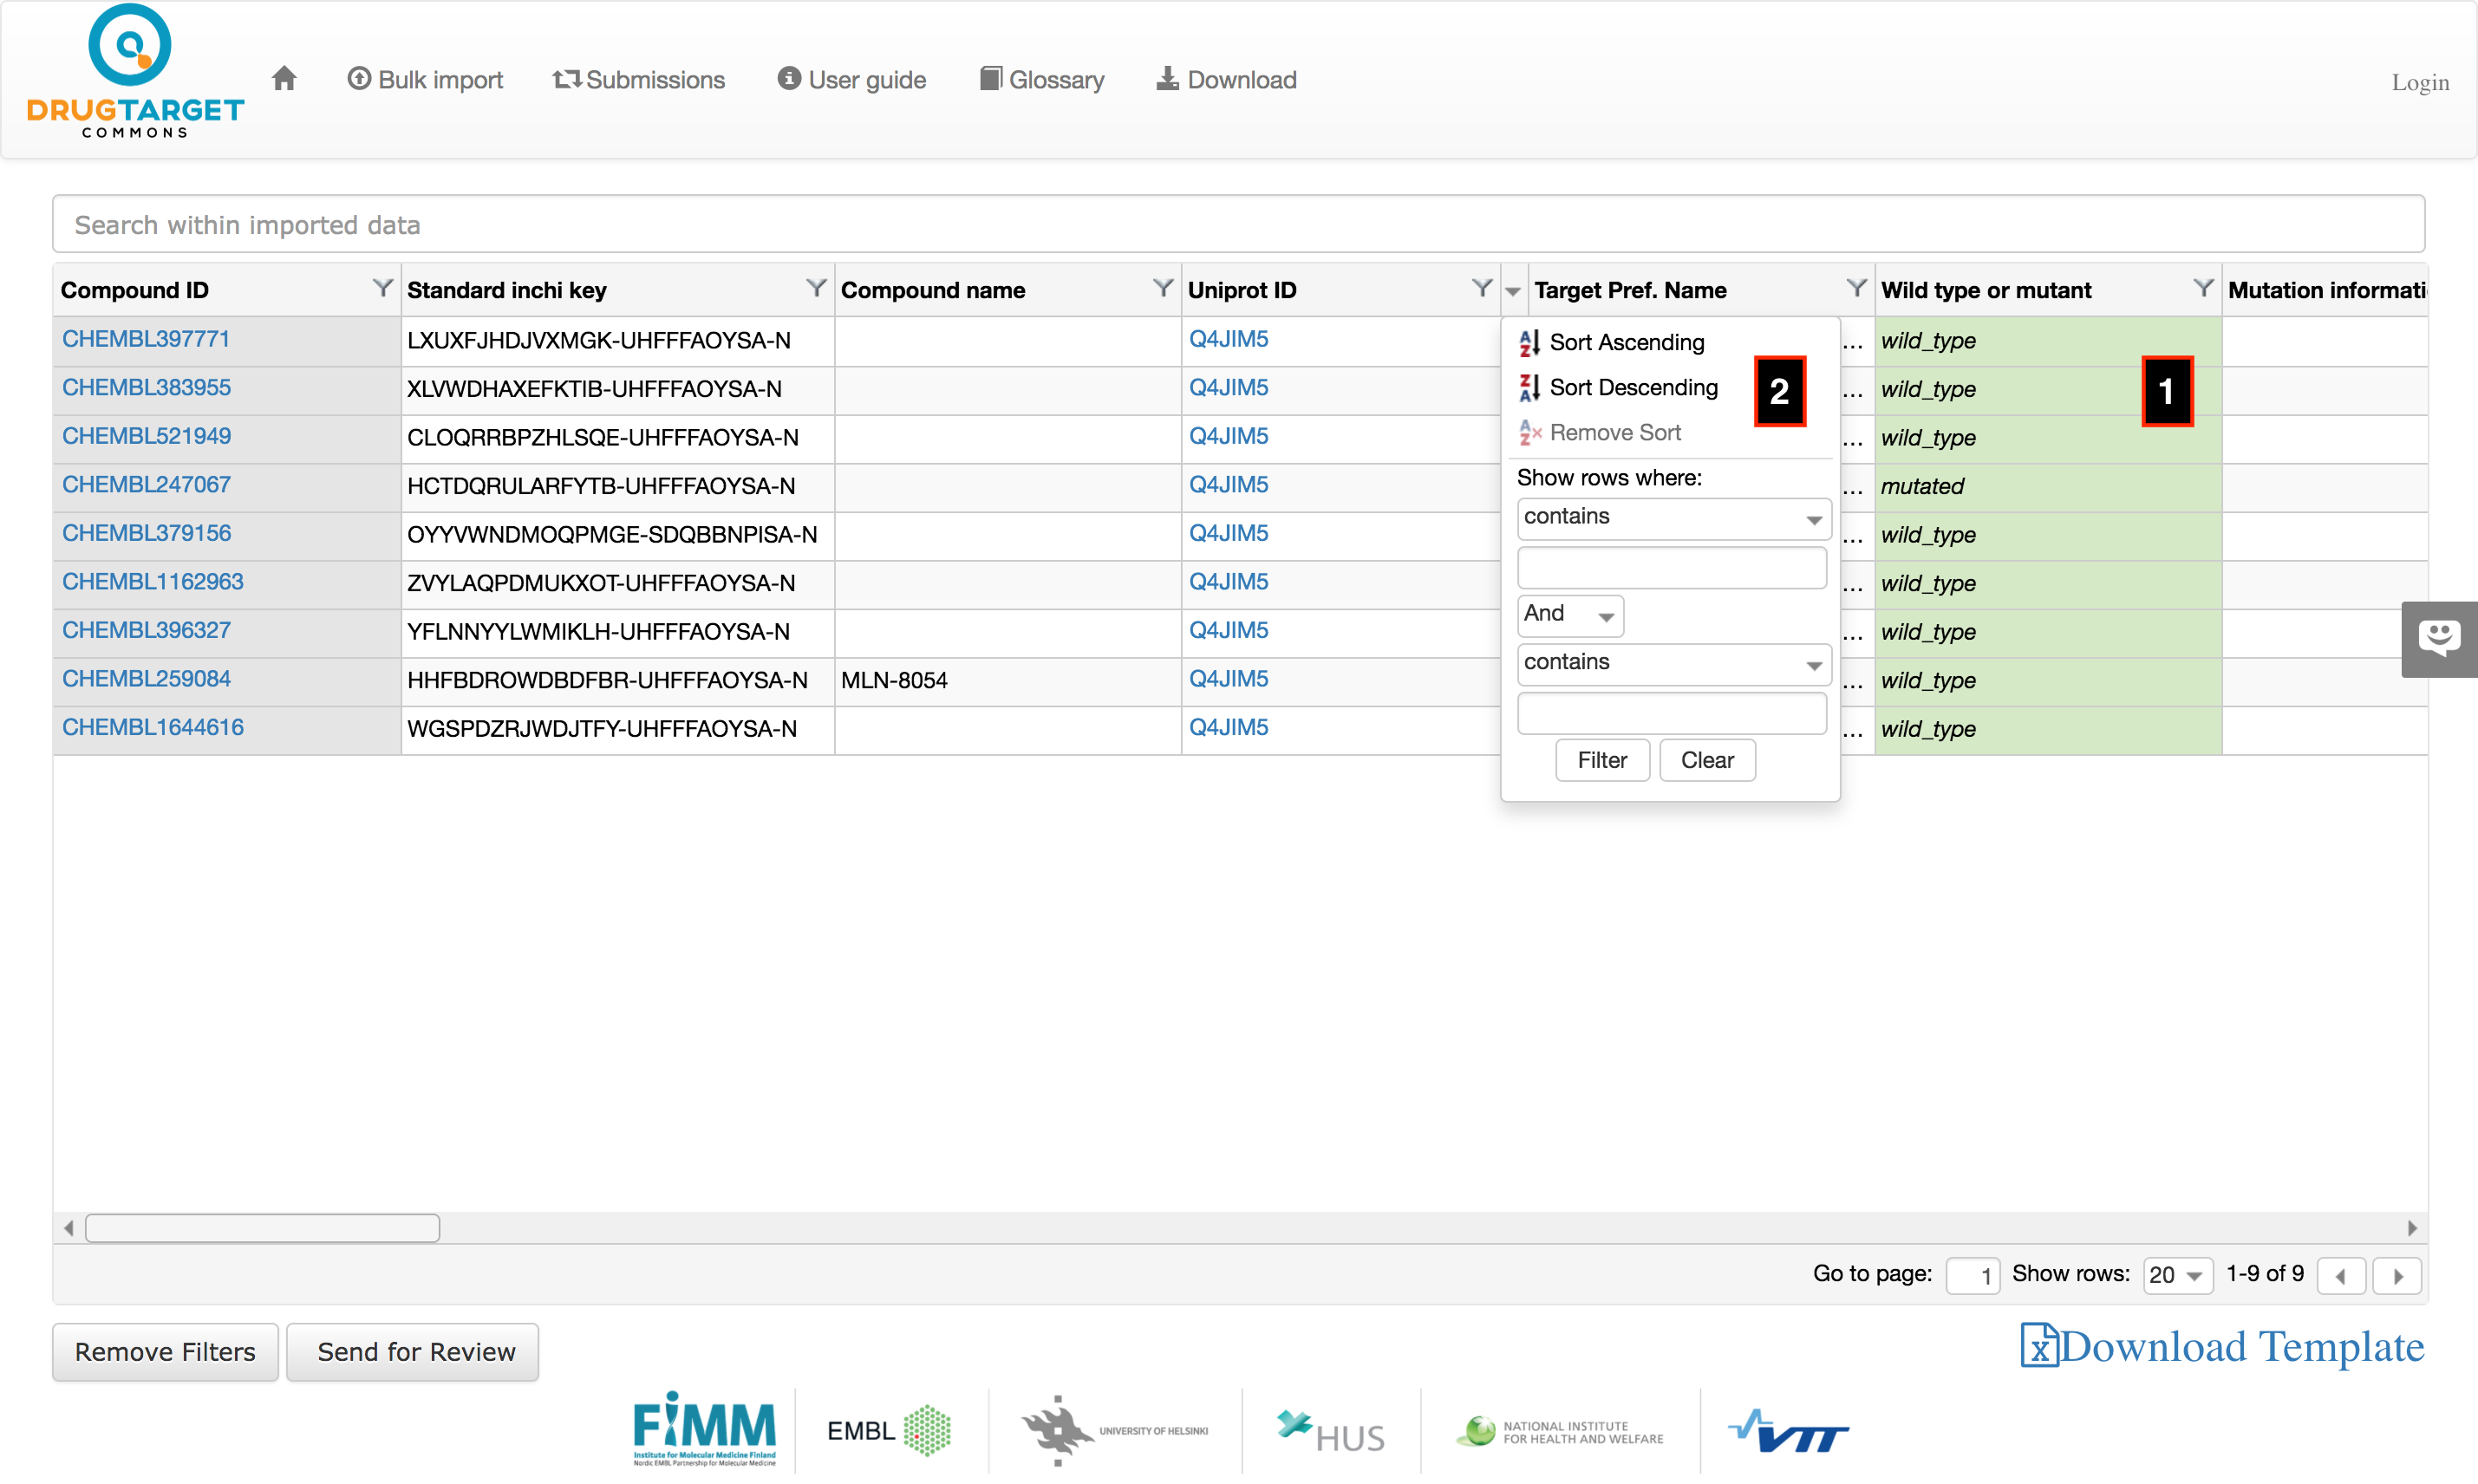 DRUGTARGET
COMMONS
Bulk import
Submissions
User guide
Glossary
Download
Login
Search within imported data
Compound ID Standard inchi key Compound name Uniprot ID Target Pref. Name Wild type or mutant Mutation informati
CHEMBL397771 LXUXFJHDJVXMGK-UHFFFAOYSA-N Q4JIM5 ... wild_type
CHEMBL383955 XLVWDHAXEFKTIB-UHFFFAOYSA-N Q4JIM5 ... wild_type
CHEMBL521949 CLOQRRBPZHLSQE-UHFFFAOYSA-N Q4JIM5 ... wild_type
CHEMBL247067 HCTDQRULARFYTB-UHFFFAOYSA-N Q4JIM5 ... mutated
CHEMBL379156 OYYVWNDMOQPMGE-SDQBBNPISA-N Q4JIM5 ... wild_type
CHEMBL1162963 ZVYLAQPDMUKXOT-UHFFFAOYSA-N Q4JIM5 ... wild_type
CHEMBL396327 YFLNNYYLWMIKLH-UHFFFAOYSA-N Q4JIM5 ... wild_type
CHEMBL259084 HHFBDROWDBDFBR-UHFFFAOYSA-N MLN-8054 Q4JIM5 ... wild_type
CHEMBL1644616 WGSPDZRJWDJTFY-UHFFFAOYSA-N Q4JIM5 ... wild_type
Sort Ascending
Sort Descending
Remove Sort
2
1
Show rows where:
contains
And
contains
Filter Clear
Go to page: 1 Show rows: 20 1-9 of 9
Remove Filters
Send for Review
Download Template
FIMM
Institute for Molecular Medicine Finland
Nordic EMBL Partnership for Molecular Medicine
EMBL
UNIVERSITY OF HELSINKI
HUS
NATIONAL INSTITUTE
FOR HEALTH AND WELFARE
VTT